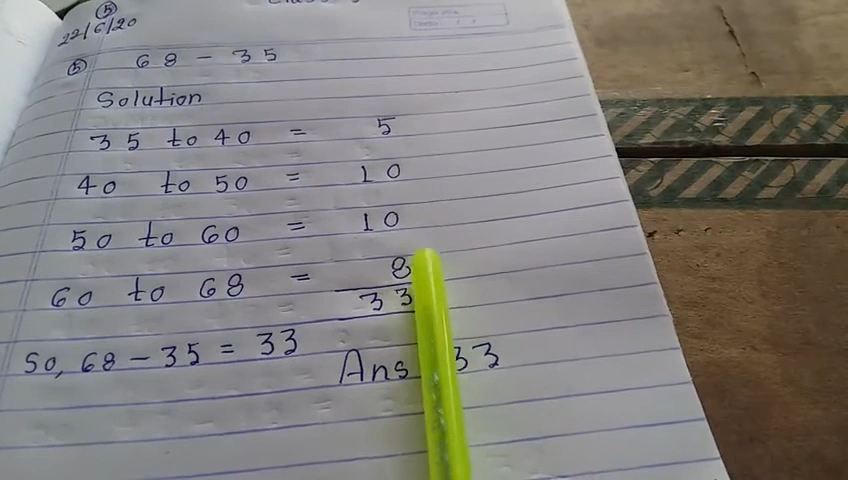 5
22/6/20
5 68 - 35
Solution
35 to 40 = 5
40 to 50 = 10
50 to 60 = 10
60 to 68 = 8
33
So, 68 - 35 = 33
Ans 33